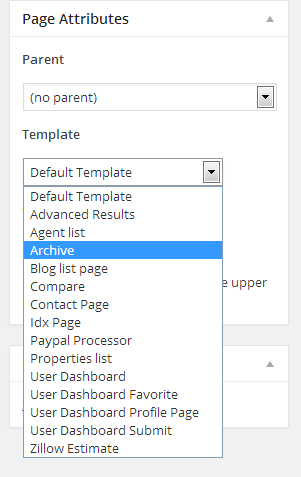 Page Attributes
Parent
(no parent)
Template
Default Template
Default Template
Advanced Results
Agent list
Archive
Blog list page
Compare
e upper
Contact Page
Idx Page
Paypal Processor
Properties list
User Dashboard
User Dashboard Favorite
User Dashboard Profile Page
User Dashboard Submit
Zillow Estimate